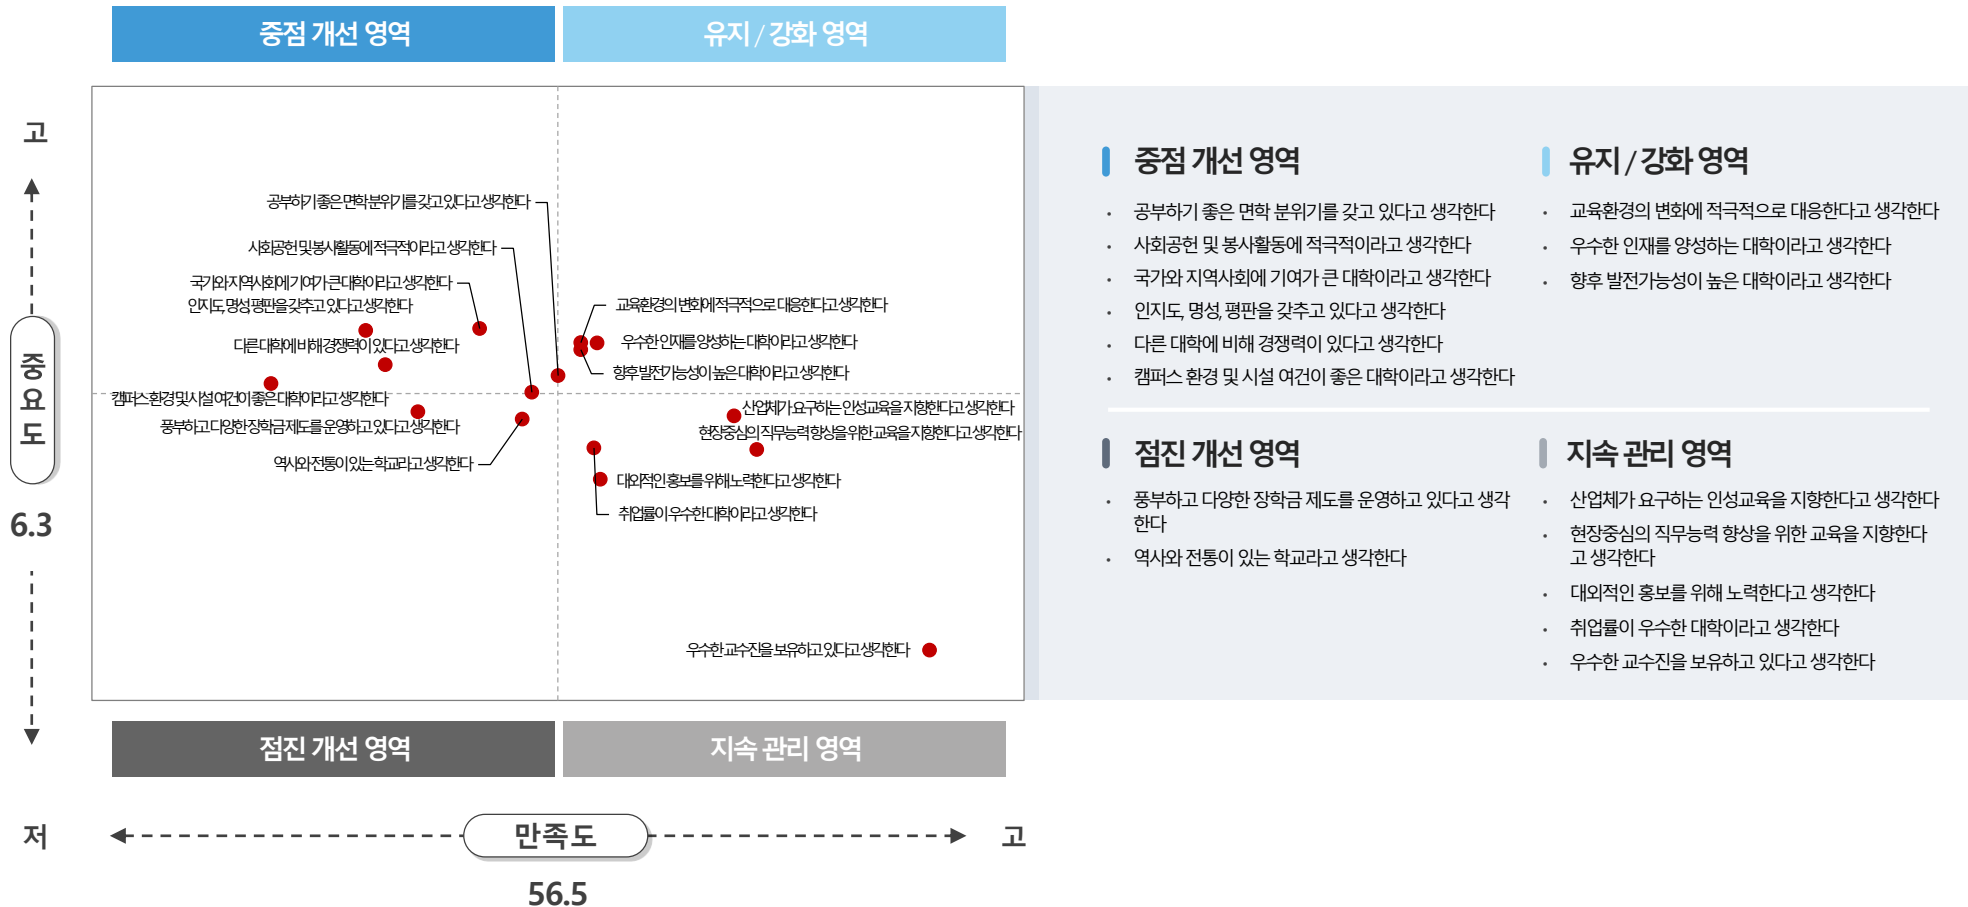 중점 개선 영역
유지 / 강화 영역
고
중요도
6.3
저
공부하기 좋은 면학 분위기를 갖고 있다고 생각한다
사회공헌 및 봉사활동에 적극적이라고 생각한다
국가와 지역사회에 기여가 큰 대학이라고 생각한다
인지도, 명성, 평판을 갖추고 있다고 생각한다
다른 대학에 비해 경쟁력이 있다고 생각한다
캠퍼스 환경 및 시설 여건이 좋은 대학이라고 생각한다
풍부하고 다양한 장학금 제도를 운영하고 있다고 생각한다
역사와 전통이 있는 학교라고 생각한다
교육환경의 변화에 적극적으로 대응한다고 생각한다
우수한 인재를 양성하는 대학이라고 생각한다
향후 발전가능성이 높은 대학이라고 생각한다
산업체가 요구하는 인성교육을 지향한다고 생각한다
현장중심의 직무능력 향상을 위한 교육을 지향한다고 생각한다
대외적인 홍보를 위해 노력한다고 생각한다
취업률이 우수한 대학이라고 생각한다
우수한 교수진을 보유하고 있다고 생각한다
점진 개선 영역
지속 관리 영역
만족도
고
56.5
중점 개선 영역
• 공부하기 좋은 면학 분위기를 갖고 있다고 생각한다
• 사회공헌 및 봉사활동에 적극적이라고 생각한다
• 국가와 지역사회에 기여가 큰 대학이라고 생각한다
• 인지도, 명성, 평판을 갖추고 있다고 생각한다
• 다른 대학에 비해 경쟁력이 있다고 생각한다
• 캠퍼스 환경 및 시설 여건이 좋은 대학이라고 생각한다
유지 / 강화 영역
• 교육환경의 변화에 적극적으로 대응한다고 생각한다
• 우수한 인재를 양성하는 대학이라고 생각한다
• 향후 발전가능성이 높은 대학이라고 생각한다
점진 개선 영역
• 풍부하고 다양한 장학금 제도를 운영하고 있다고 생각
한다
• 역사와 전통이 있는 학교라고 생각한다
지속 관리 영역
• 산업체가 요구하는 인성교육을 지향한다고 생각한다
• 현장중심의 직무능력 향상을 위한 교육을 지향한다
고 생각한다
• 대외적인 홍보를 위해 노력한다고 생각한다
• 취업률이 우수한 대학이라고 생각한다
• 우수한 교수진을 보유하고 있다고 생각한다